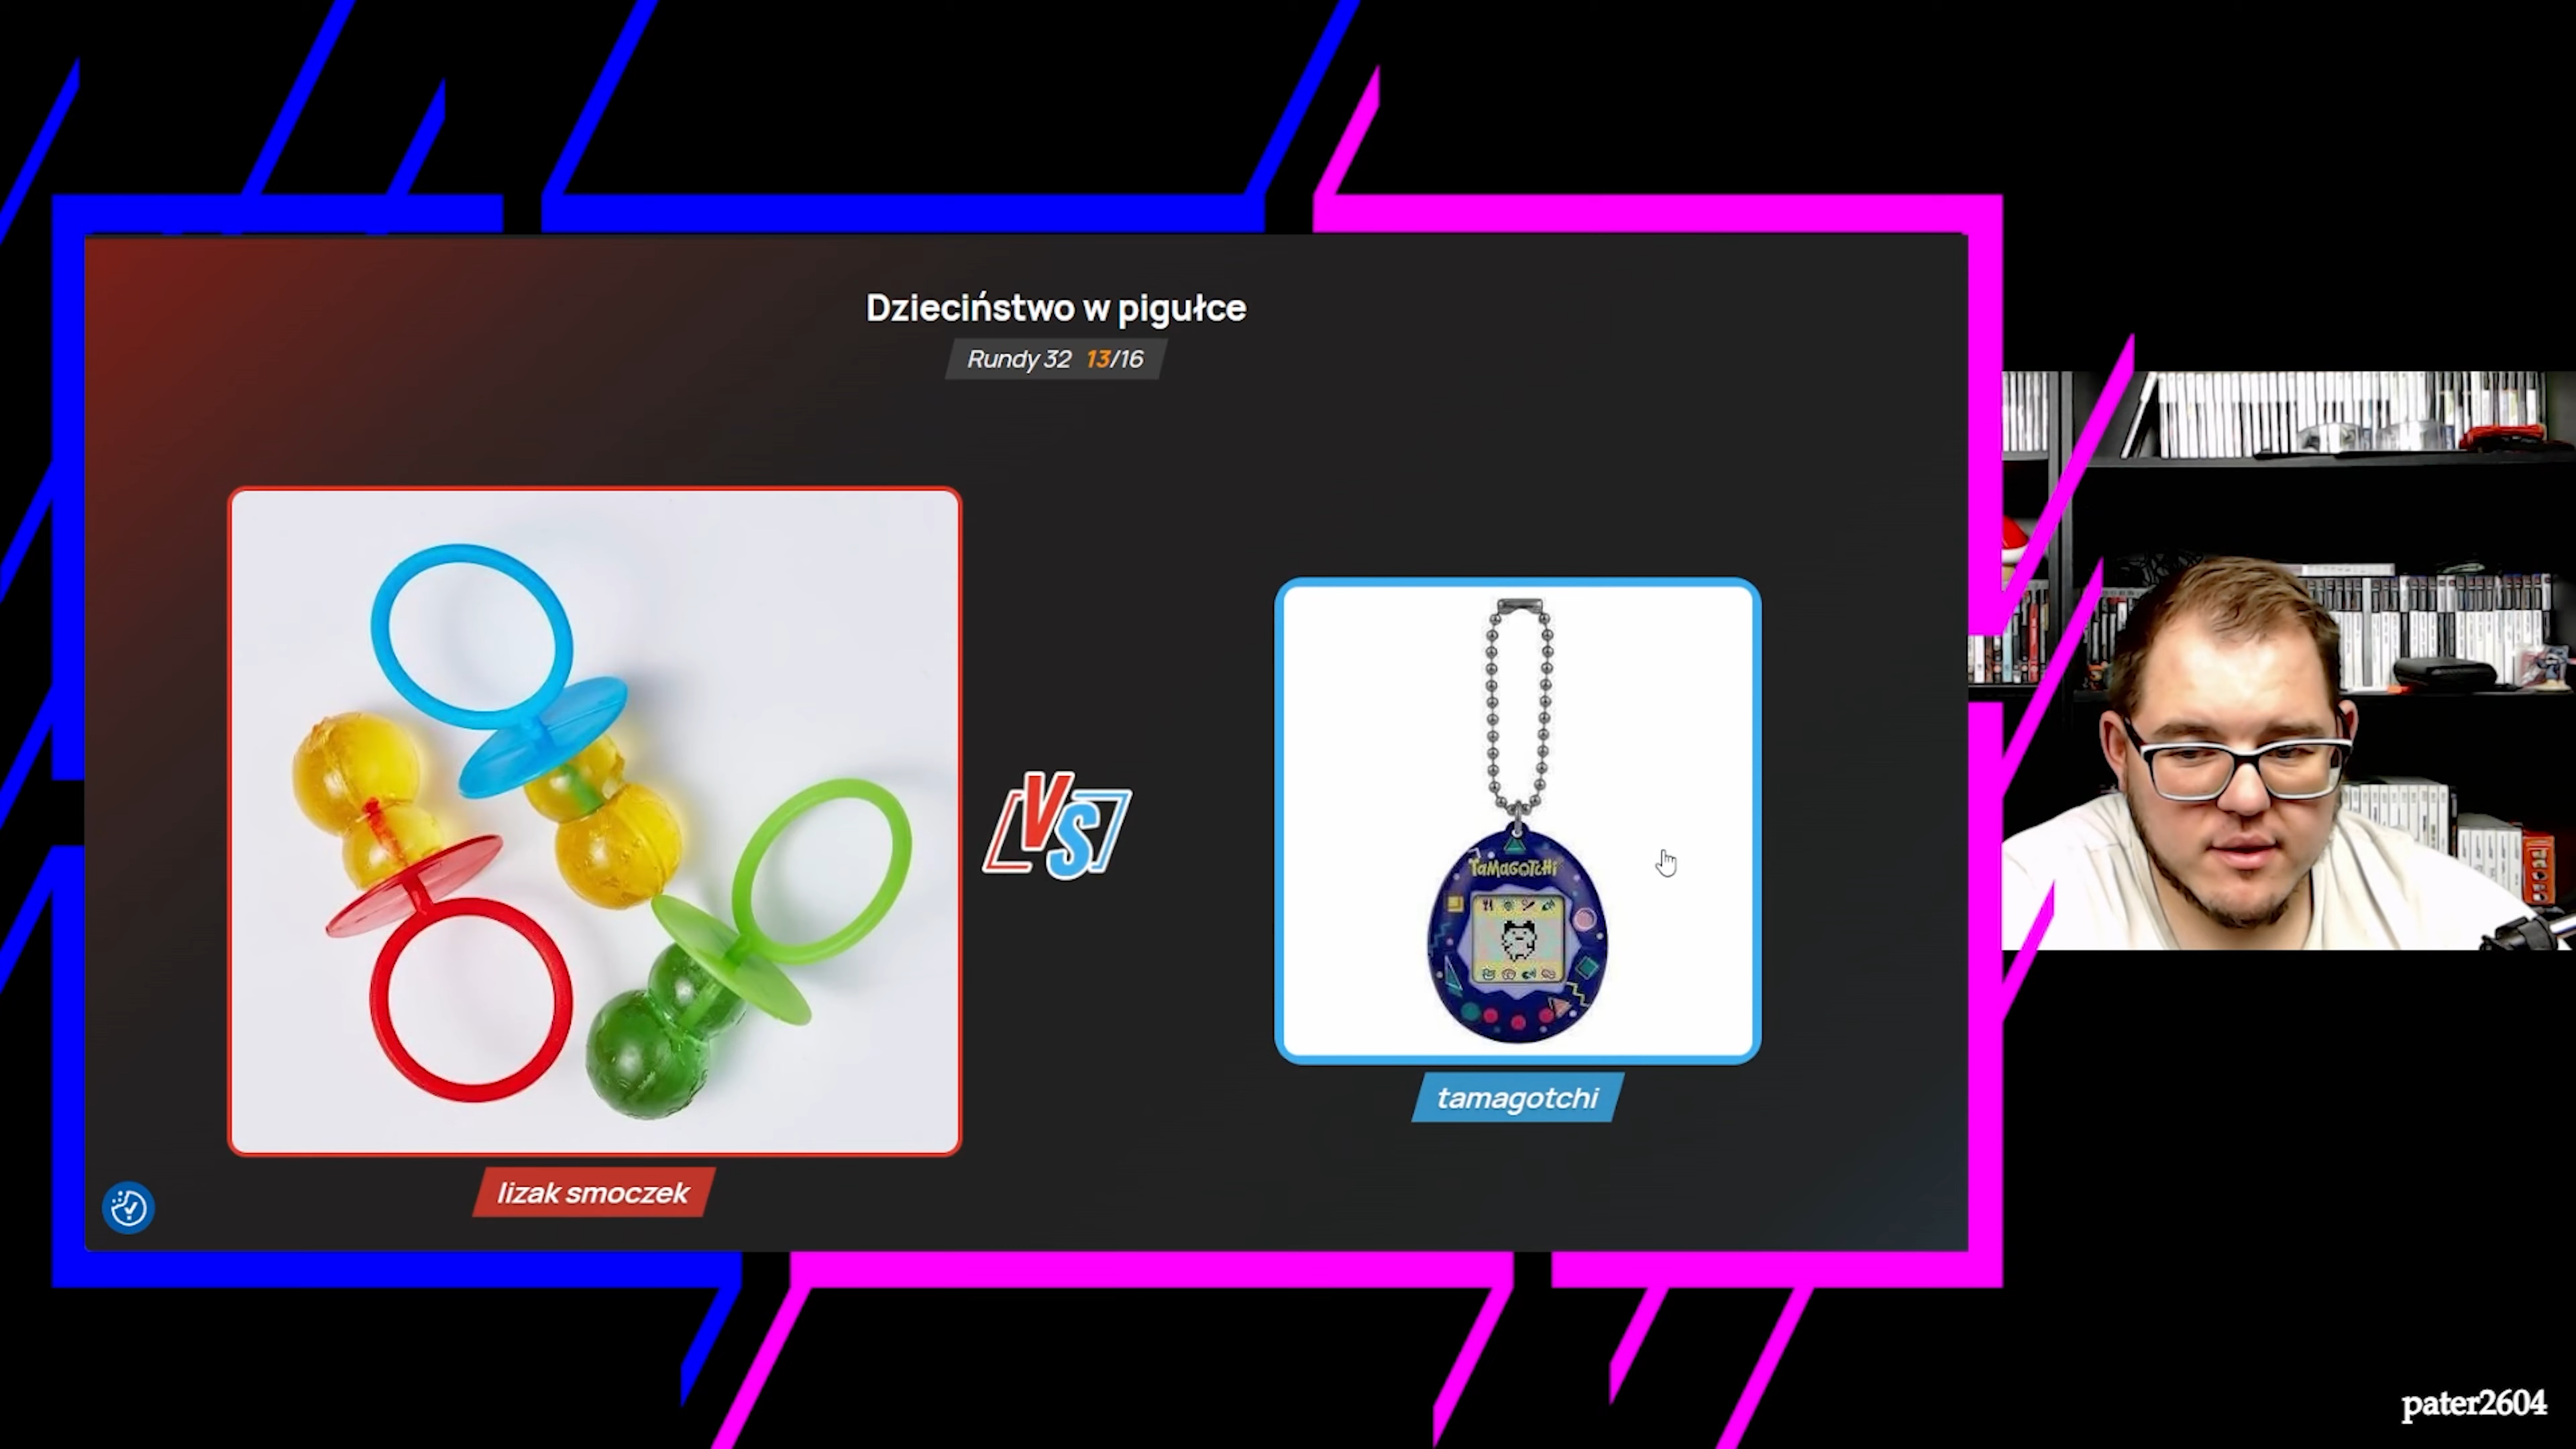 Dzieciństwo w pigułce
Rundy 32 13/16
VS
TamaGoTcHi
lizak smoczek
tamagotchi
pater2604